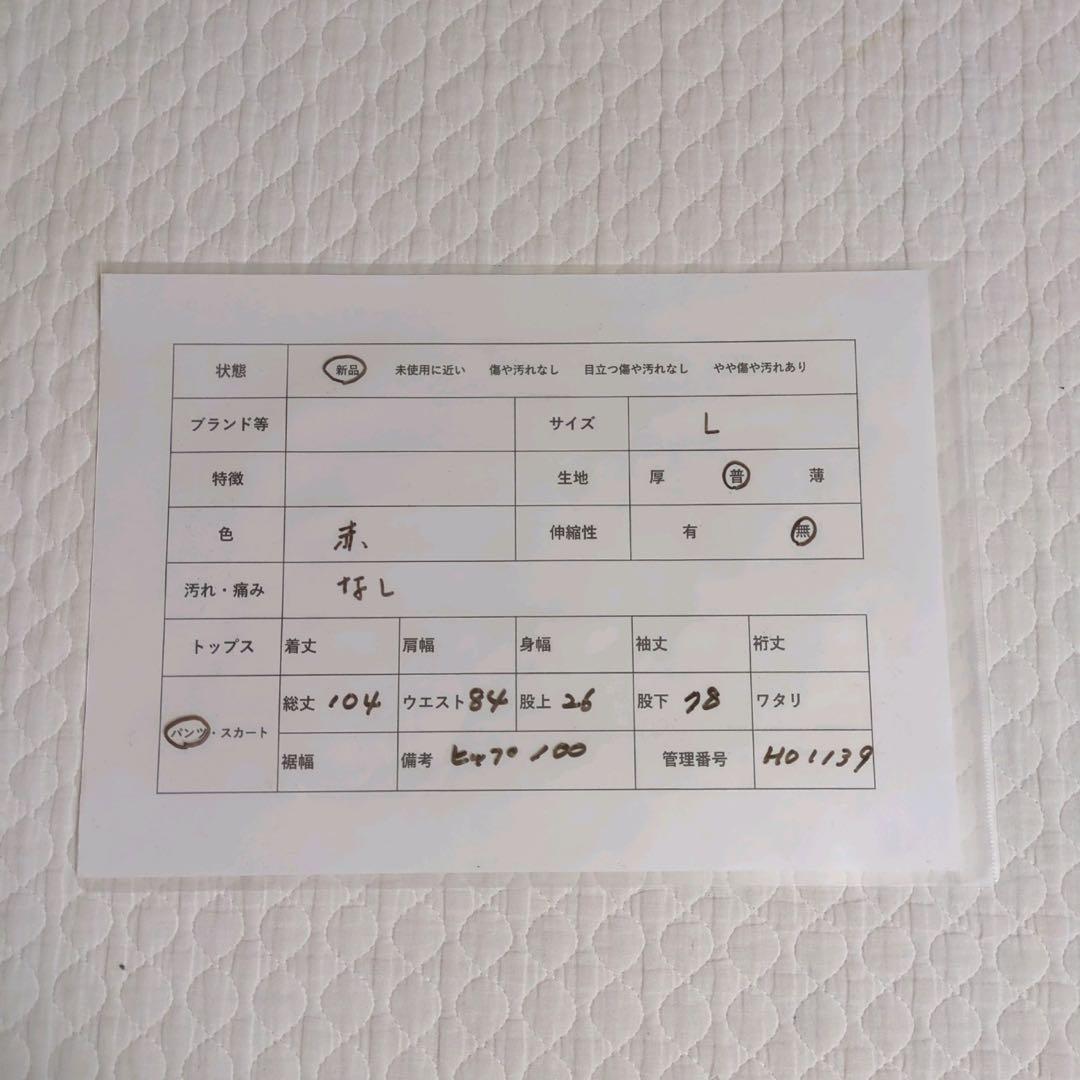 状態 新品 未使用に近い 傷や汚れなし 目立つ傷や汚れなし やや傷や汚れあり
ブランド等 サイズ L
特徴 生地 厚 普 薄
色 赤、 伸縮性 有 無
汚れ・痛み なし
トップス 着丈 肩幅 身幅 袖丈 裄丈
パンツ・スカート 総丈 104 ウエスト 84 股上 26 股下 78 ワタリ
裾幅 備考 ヒップ 100 管理番号 H01139